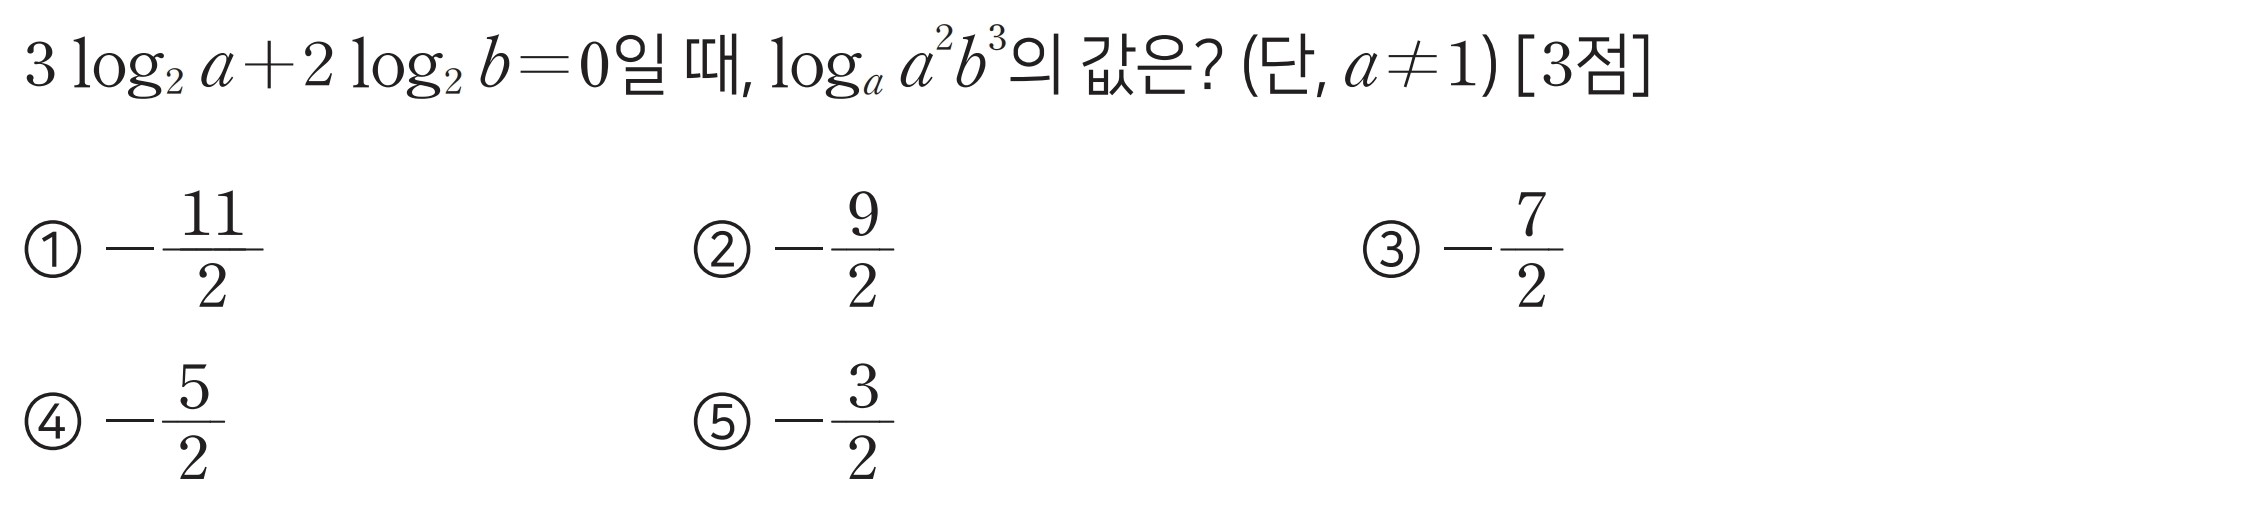 3 log₂ a+2 log₂ b=0일 때, logₐ a²b³의 값은? (단, a≠1) [3점]
① −11/2 ② −9/2 ③ −7/2
④ −5/2 ⑤ −3/2